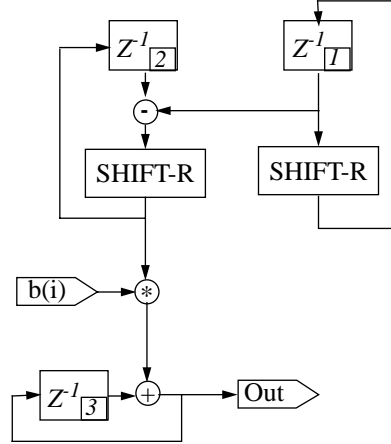 Z⁻¹ 2
Z⁻¹ 1
-
SHIFT-R
SHIFT-R
b(i)
*
Z⁻¹ 3
+
Out